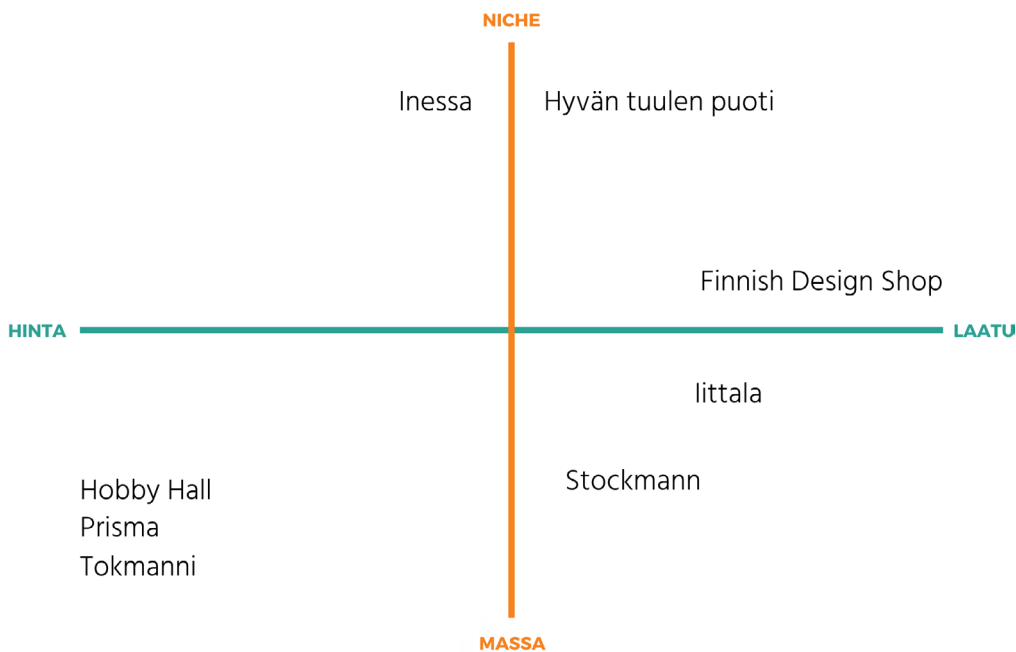 NICHE
Inessa
Hyvän tuulen puoti
Finnish Design Shop
HINTA
LAATU
Iittala
Stockmann
Hobby Hall
Prisma
Tokmanni
MASSA